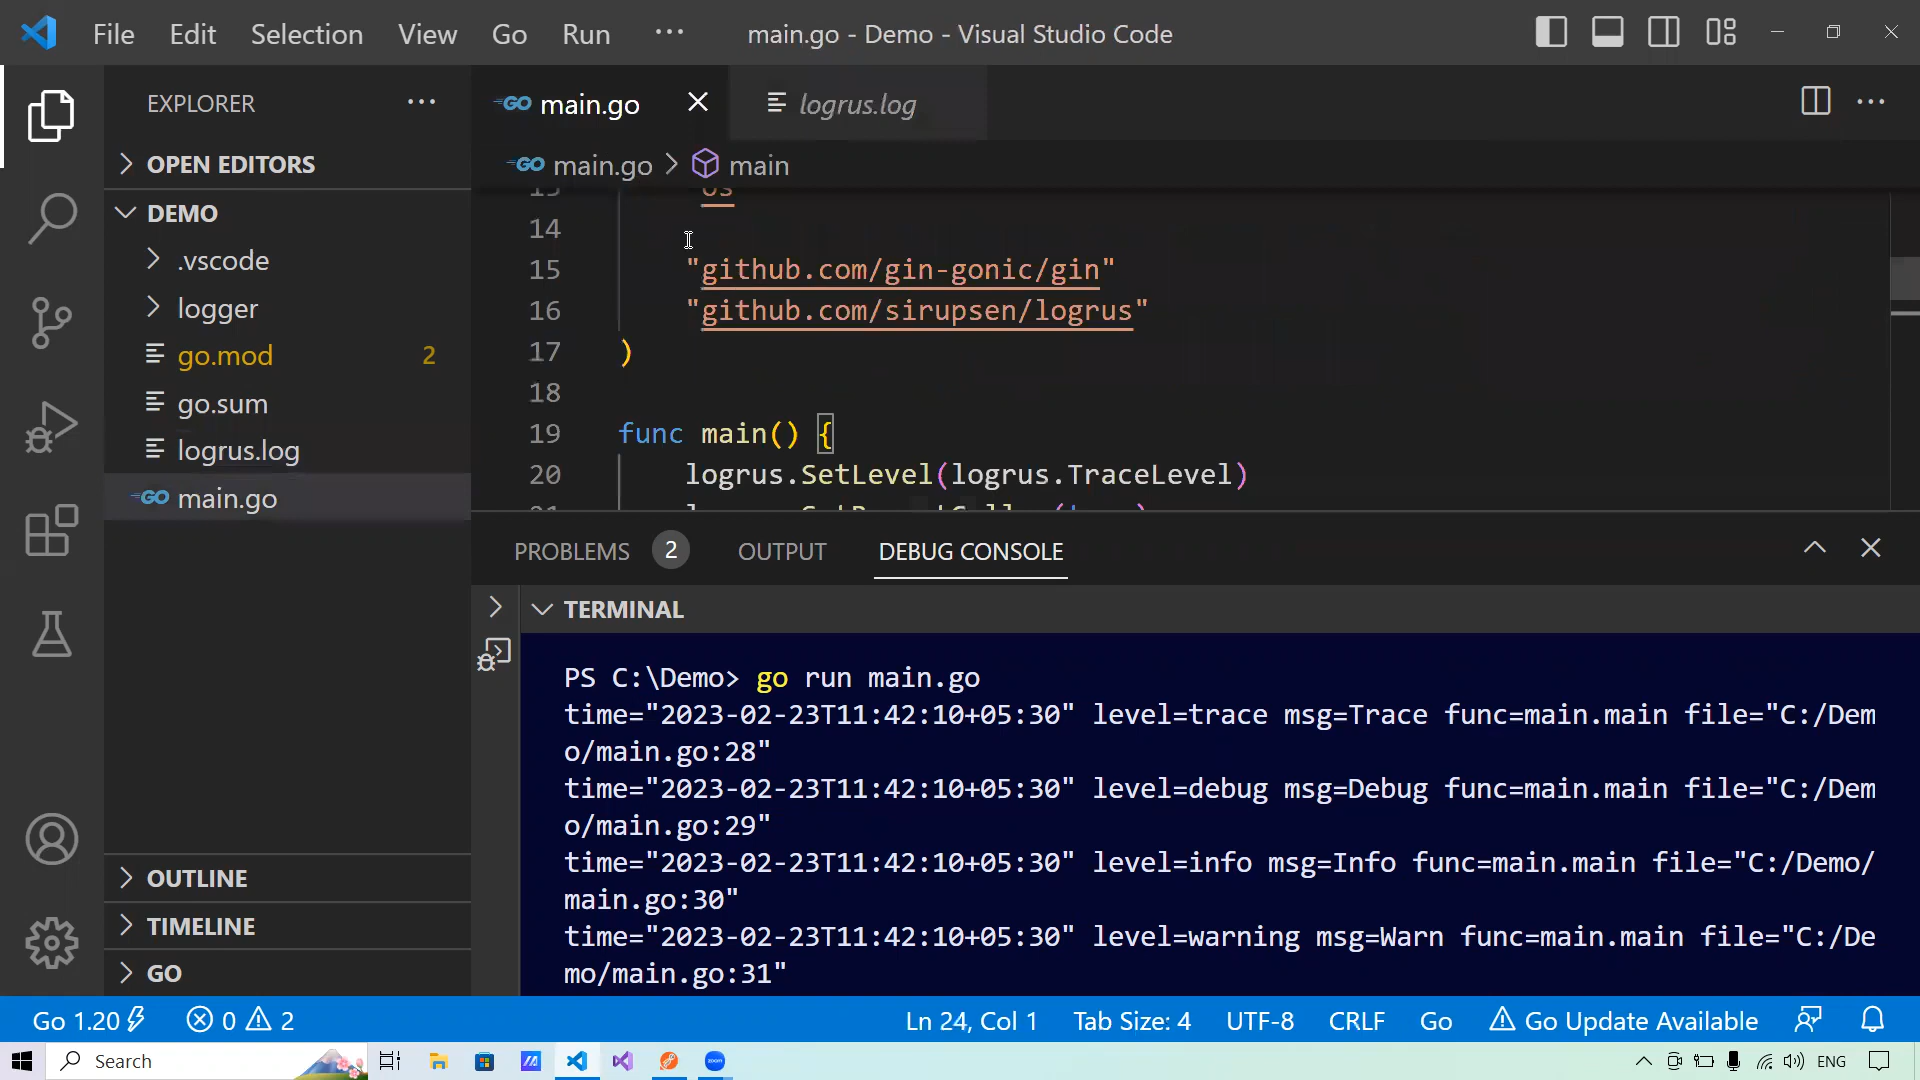 File Edit Selection View Go Run ··· main.go - Demo - Visual Studio Code
EXPLORER ···
OPEN EDITORS
DEMO
.vscode
logger
go.mod 2
go.sum
logrus.log
main.go
OUTLINE
TIMELINE
GO
GO main.go logrus.log
GO main.go > main
13 os
14
15 "github.com/gin-gonic/gin"
16 "github.com/sirupsen/logrus"
17 )
18
19 func main() {
20 logrus.SetLevel(logrus.TraceLevel)
PROBLEMS 2 OUTPUT DEBUG CONSOLE
TERMINAL
PS C:\Demo> go run main.go
time="2023-02-23T11:42:10+05:30" level=trace msg=Trace func=main.main file="C:/Dem
o/main.go:28"
time="2023-02-23T11:42:10+05:30" level=debug msg=Debug func=main.main file="C:/Dem
o/main.go:29"
time="2023-02-23T11:42:10+05:30" level=info msg=Info func=main.main file="C:/Demo/
main.go:30"
time="2023-02-23T11:42:10+05:30" level=warning msg=Warn func=main.main file="C:/De
mo/main.go:31"
Go 1.20 0 2 Ln 24, Col 1 Tab Size: 4 UTF-8 CRLF Go Go Update Available
Search zoom ENG